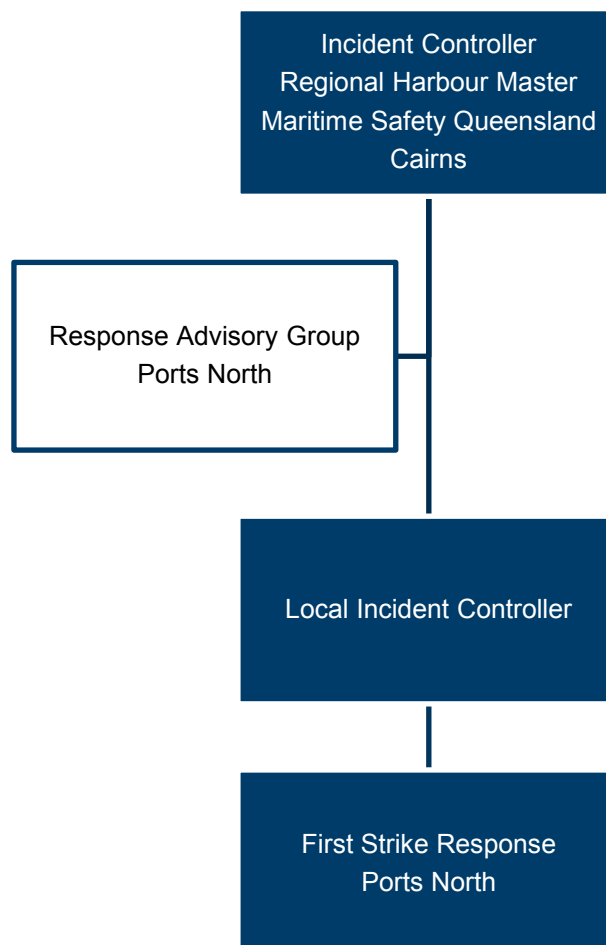 Incident Controller
Regional Harbour Master
Maritime Safety Queensland
Cairns
Response Advisory Group
Ports North
Local Incident Controller
First Strike Response
Ports North